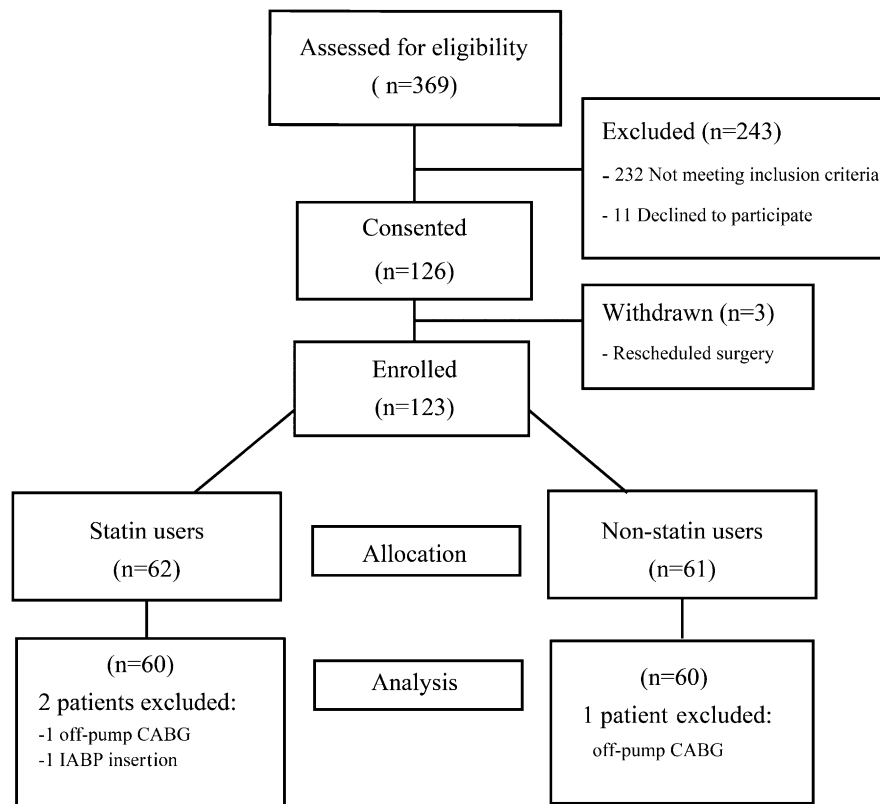 Assessed for eligibility
( n=369)
Excluded (n=243)
- 232 Not meeting inclusion criteria
- 11 Declined to participate
Consented
(n=126)
Withdrawn (n=3)
- Rescheduled surgery
Enrolled
(n=123)
Statin users
(n=62)
Allocation
Non-statin users
(n=61)
(n=60)
2 patients excluded:
-1 off-pump CABG
-1 IABP insertion
Analysis
(n=60)
1 patient excluded:
off-pump CABG